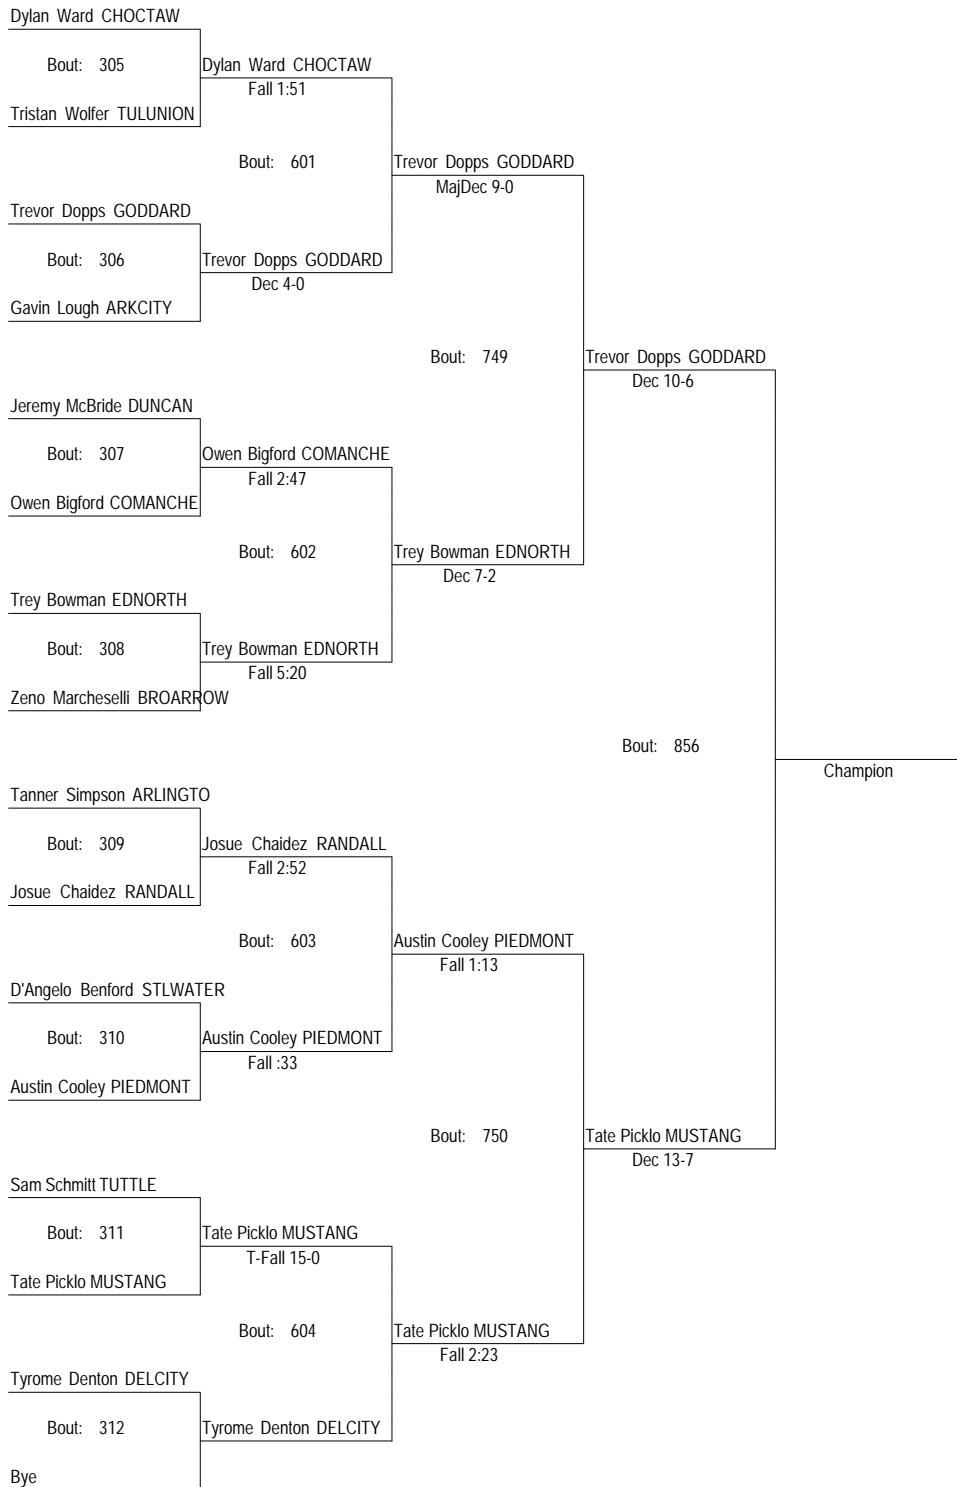 Dylan Ward CHOCTAW
Bout: 305
Dylan Ward CHOCTAW
Fall 1:51
Tristan Wolfer TULUNION
Bout: 601
Trevor Dopps GODDARD
MajDec 9-0
Trevor Dopps GODDARD
Bout: 306
Trevor Dopps GODDARD
Dec 4-0
Gavin Lough ARKCITY
Bout: 749
Trevor Dopps GODDARD
Dec 10-6
Jeremy McBride DUNCAN
Bout: 307
Owen Bigford COMANCHE
Fall 2:47
Owen Bigford COMANCHE
Bout: 602
Trey Bowman EDNORTH
Dec 7-2
Trey Bowman EDNORTH
Bout: 308
Trey Bowman EDNORTH
Fall 5:20
Zeno Marcheselli BROARROW
Bout: 856
Champion
Tanner Simpson ARLINGTO
Bout: 309
Josue Chaidez RANDALL
Fall 2:52
Josue Chaidez RANDALL
Bout: 603
Austin Cooley PIEDMONT
Fall 1:13
D'Angelo Benford STLWATER
Bout: 310
Austin Cooley PIEDMONT
Fall :33
Austin Cooley PIEDMONT
Bout: 750
Tate Picklo MUSTANG
Dec 13-7
Sam Schmitt TUTTLE
Bout: 311
Tate Picklo MUSTANG
T-Fall 15-0
Tate Picklo MUSTANG
Bout: 604
Tate Picklo MUSTANG
Fall 2:23
Tyrome Denton DELCITY
Bout: 312
Tyrome Denton DELCITY
Bye